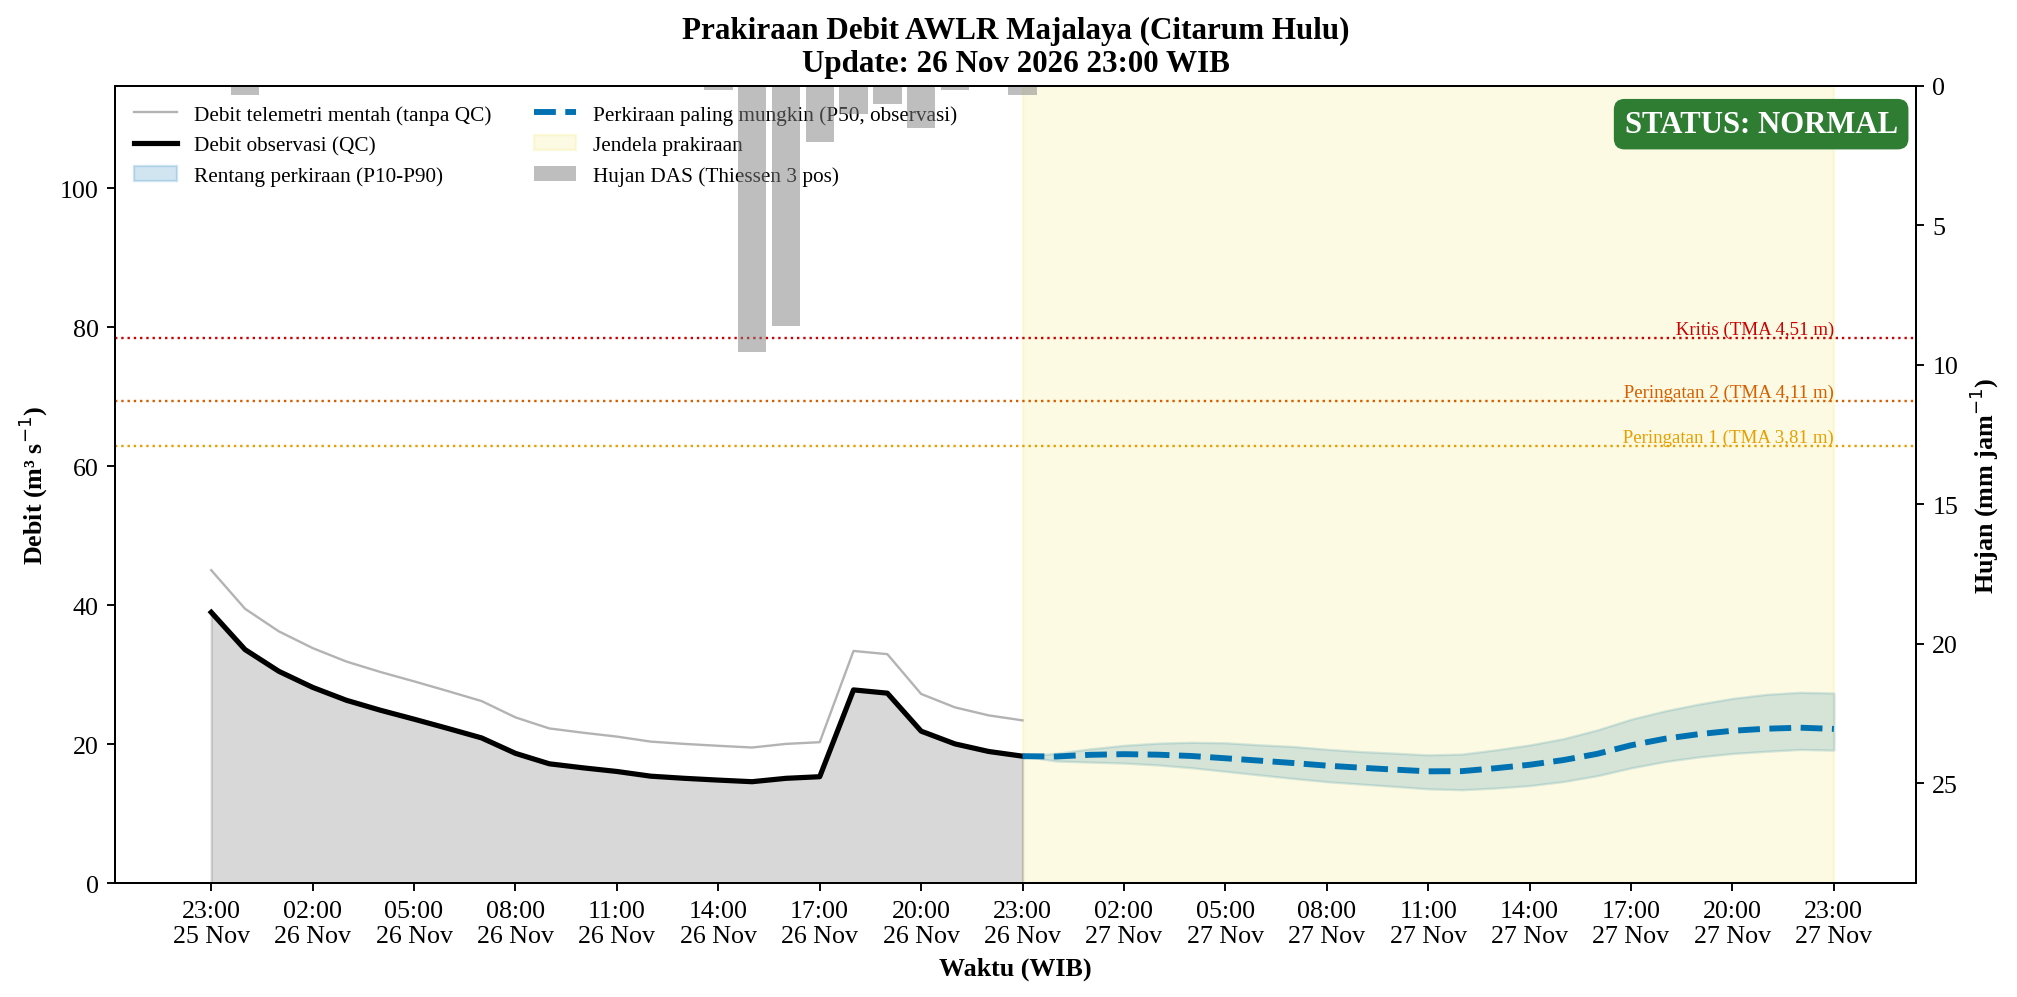 Prakiraan Debit AWLR Majalaya (Citarum Hulu)
Update: 26 Nov 2026 23:00 WIB
Debit telemetri mentah (tanpa QC)
Debit observasi (QC)
Rentang perkiraan (P10-P90)
Perkiraan paling mungkin (P50, observasi)
Jendela prakiraan
Hujan DAS (Thiessen 3 pos)
STATUS: NORMAL
Kritis (TMA 4,51 m)
Peringatan 2 (TMA 4,11 m)
Peringatan 1 (TMA 3,81 m)
Debit (m³ s⁻¹)
100
80
60
40
20
0
Hujan (mm jam⁻¹)
0
5
10
15
20
25
23:00 02:00 05:00 08:00 11:00 14:00 17:00 20:00 23:00 02:00 05:00 08:00 11:00 14:00 17:00 20:00 23:00
25 Nov 26 Nov 26 Nov 26 Nov 26 Nov 26 Nov 26 Nov 26 Nov 26 Nov 27 Nov 27 Nov 27 Nov 27 Nov 27 Nov 27 Nov 27 Nov 27 Nov
Waktu (WIB)